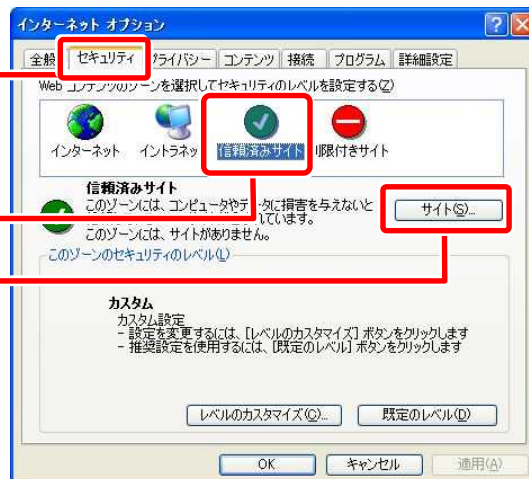 インターネット オプション
全般
セキュリティ
プライバシー
コンテンツ
接続
プログラム
詳細設定
Web コンテンツのゾーンを選択してセキュリティのレベルを設定する(Z)
インターネット
イントラネッ
信頼済みサイト
限付きサイト
信頼済みサイト
このゾーンには、コンピュータやデータに損害を与えないと
ています。
このゾーンには、サイトがありません。
サイト(S)...
このゾーンのセキュリティのレベル(L)
カスタム
カスタム設定
- 設定を変更するには、[レベルのカスタマイズ] ボタンをクリックします
- 推奨設定を使用するには、[既定のレベル] ボタンをクリックします
レベルのカスタマイズ(C)...
既定のレベル(D)
OK
キャンセル
適用(A)